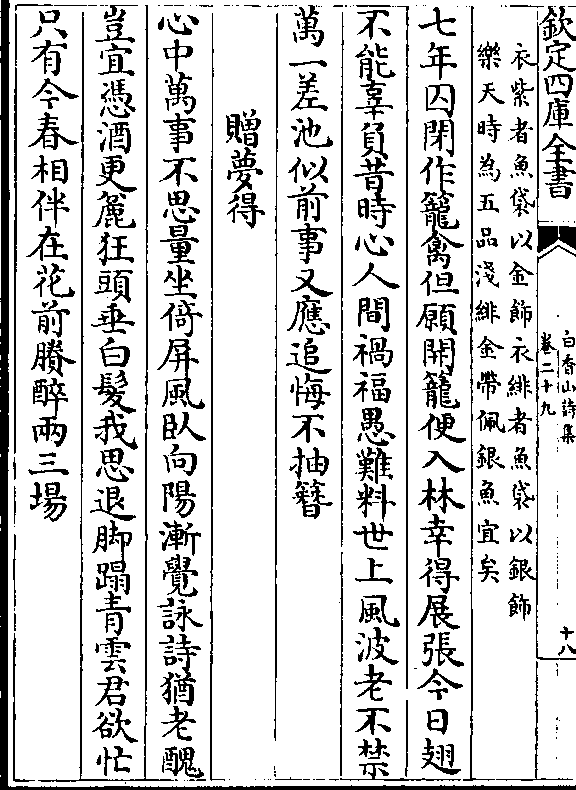 欽定四庫全書
白香山詩集
卷二十九
十八
衣紫者魚袋以金飾衣緋者魚袋以銀飾
樂天時為五品淺緋金帶佩銀魚宜矣
七年囚閉作籠禽但願開籠便入林幸得展張今日翅
不能辜負昔時心人間禍福愚難料世上風波老不禁
萬一差池似前事又應追悔不抽簪
贈夢得
心中萬事不思量坐倚屏風臥向陽漸覺詠詩猶老醜
豈宜憑酒更麄狂頭垂白髮我思退脚蹋青雲君欲忙
只有今春相伴在花前賸醉兩三場